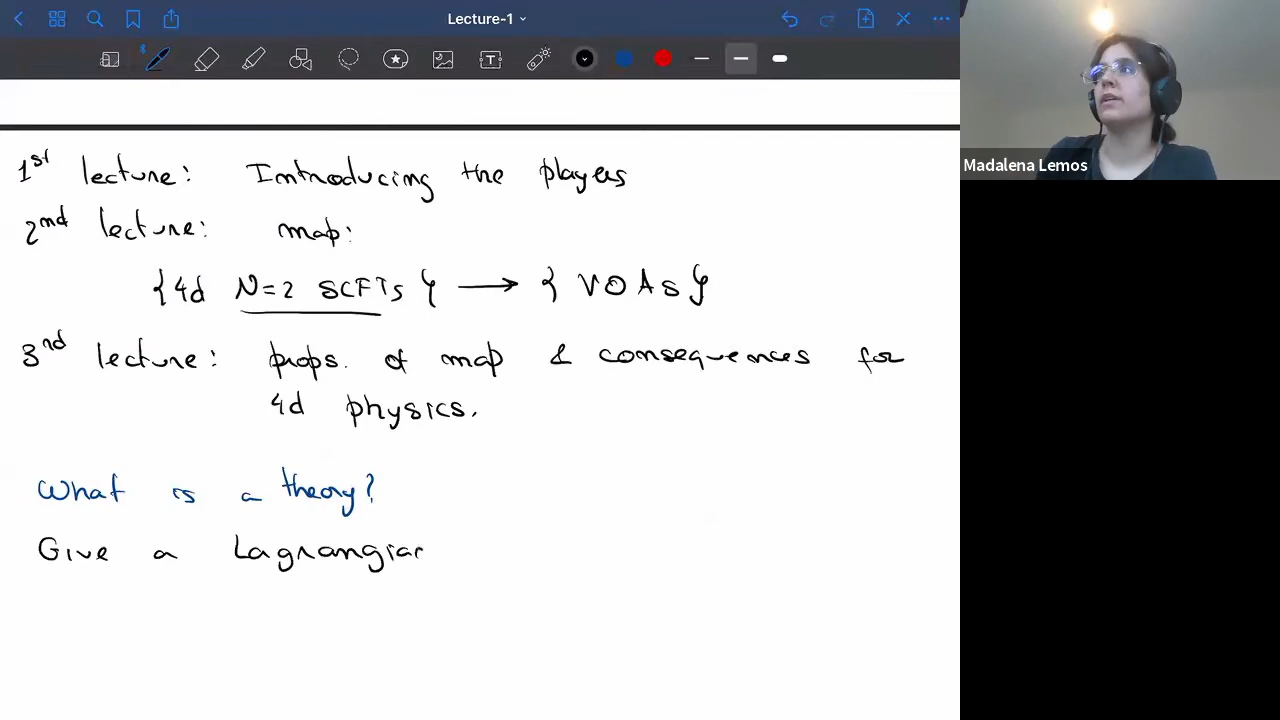 Lecture-1
Madalena Lemos
1st lecture: Introducing the players
2nd lecture: map:
{4d N=2 SCFTs} → {VOAs}
3rd lecture: props. of map & consequences for
4d physics.
What is a theory?
Give a Lagrangian